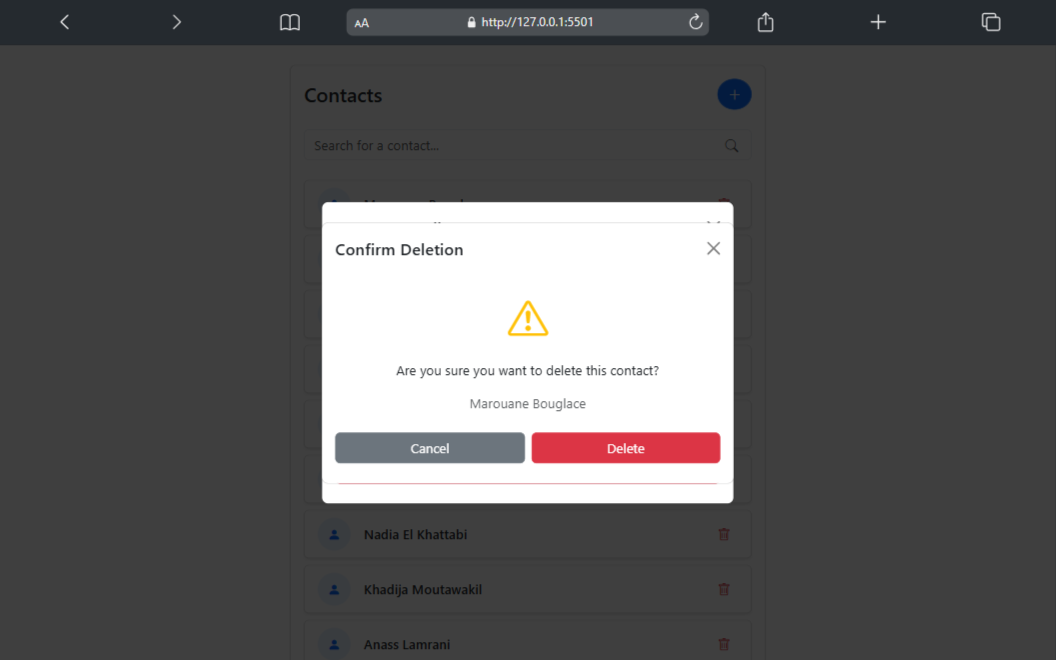 AA
http://127.0.0.1:5501
Contacts
Search for a contact...
Confirm Deletion
Are you sure you want to delete this contact?
Marouane Bouglace
Cancel
Delete
Nadia El Khattabi
Khadija Moutawakil
Anass Lamrani